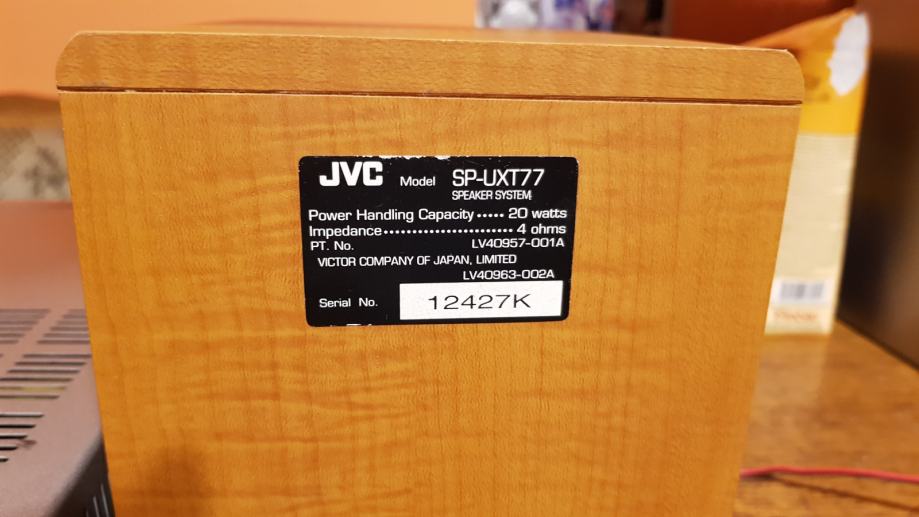 JVC Model SP-UXT77
SPEAKER SYSTEM
Power Handling Capacity ····· 20 watts
Impedance ······················ 4 ohms
PT. No. LV40957-001A
VICTOR COMPANY OF JAPAN, LIMITED
LV40963-002A
Serial No. 12427K